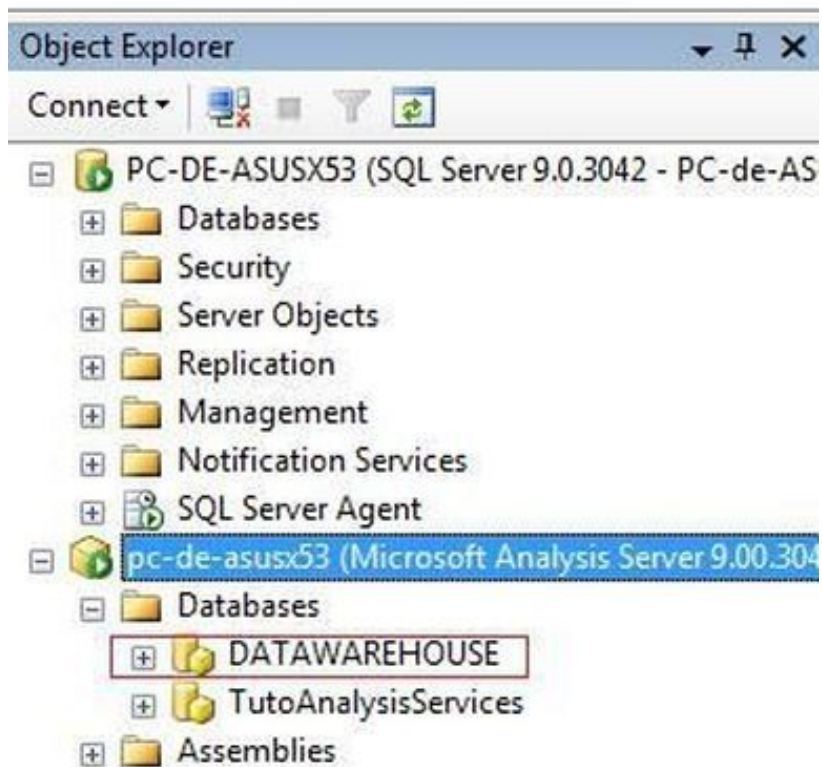 Object Explorer
Connect
PC-DE-ASUSX53 (SQL Server 9.0.3042 - PC-de-AS
Databases
Security
Server Objects
Replication
Management
Notification Services
SQL Server Agent
pc-de-asusx53 (Microsoft Analysis Server 9.00.304
Databases
DATAWAREHOUSE
TutoAnalysisServices
Assemblies